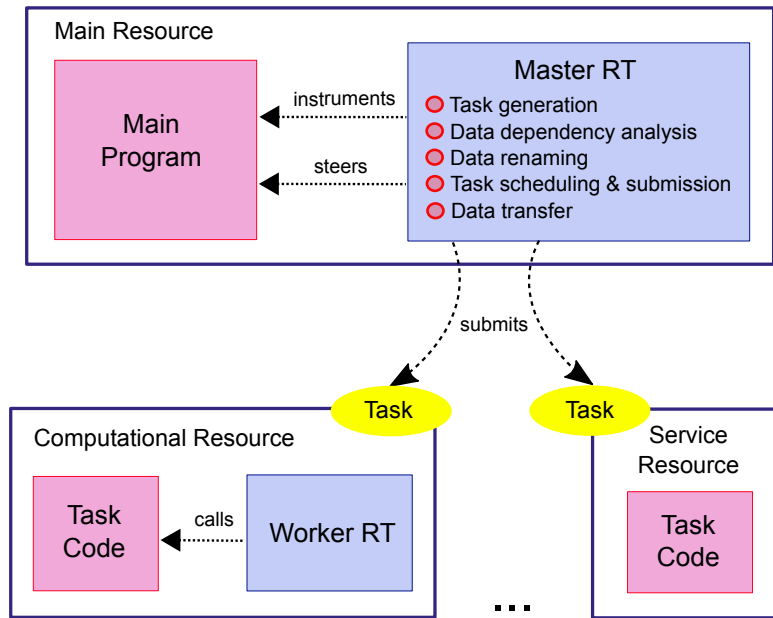 Main Resource
Main
Program
instruments
steers
Master RT
Task generation
Data dependency analysis
Data renaming
Task scheduling & submission
Data transfer
submits
Task
Task
Computational Resource
Task
Code
calls
Worker RT
...
Service
Resource
Task
Code